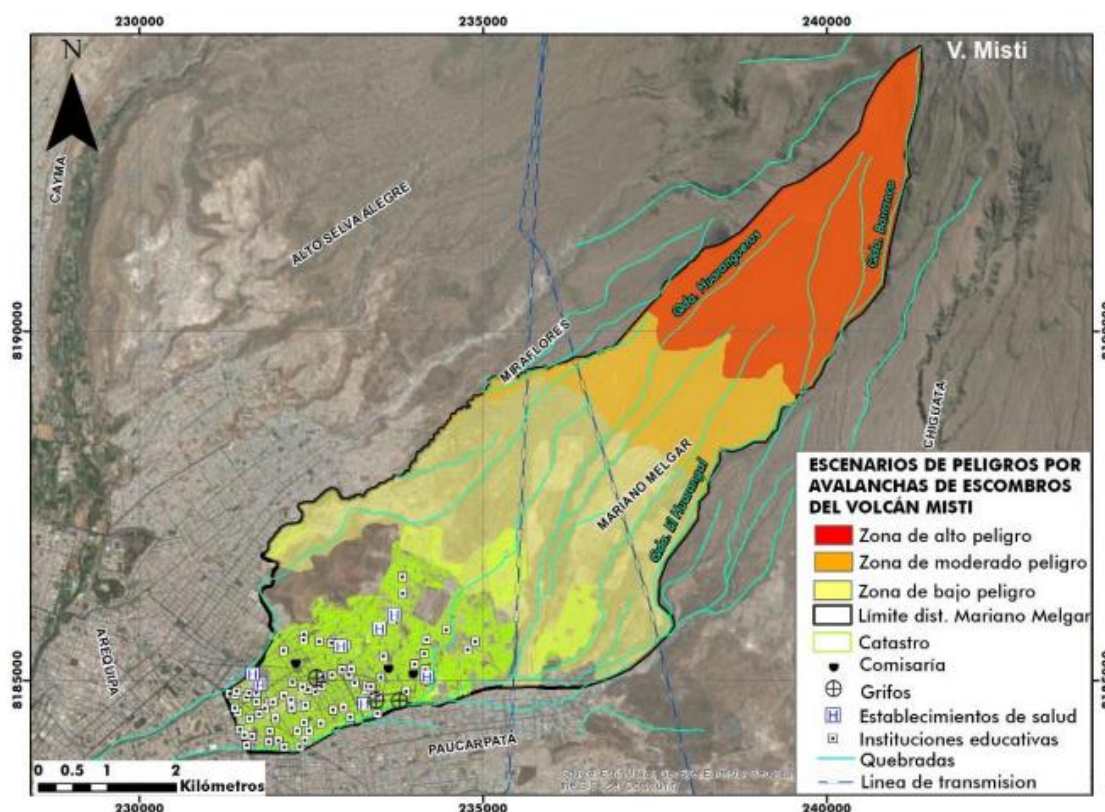 230000
235000
240000
N
V. Misti
CAYMA
ALTO SELVA ALEGRE
Qda. Huarangueros
Qda. Barranco
8190000
MIRAFLORES
CHIGUATA
MARIANO MELGAR
Qda. El Huarangal
ESCENARIOS DE PELIGROS POR
AVALANCHAS DE ESCOMBROS
DEL VOLCÁN MISTI
Zona de alto peligro
Zona de moderado peligro
Zona de bajo peligro
Límite dist. Mariano Melgar
Catastro
Comisaría
Grifos
Establecimientos de salud
Instituciones educativas
Quebradas
Linea de transmision
AREQUIPA
8185000
PAUCARPATA
0 0.5 1 2
Kilómetros
230000
235000
240000